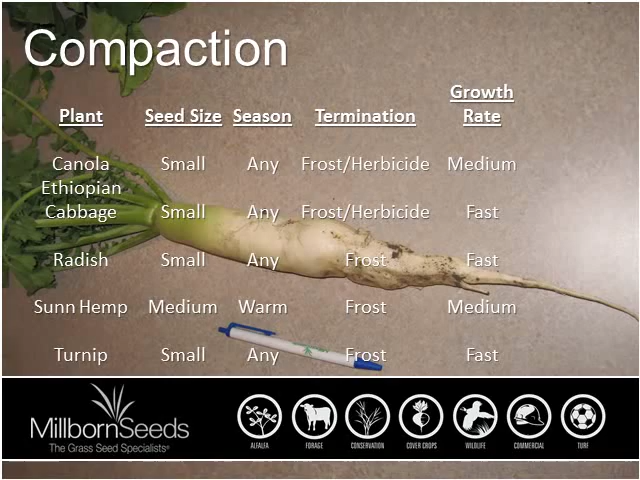 Compaction
Growth
Plant Seed Size Season Termination Rate
Canola Small Any Frost/Herbicide Medium
Ethiopian
Cabbage Small Any Frost/Herbicide Fast
Radish Small Any Frost Fast
Sunn Hemp Medium Warm Frost Medium
Turnip Small Any Frost Fast
MillbornSeeds
The Grass Seed Specialists®
ALFALFA FORAGE CONSERVATION COVER CROPS WILDLIFE COMMERCIAL TURF